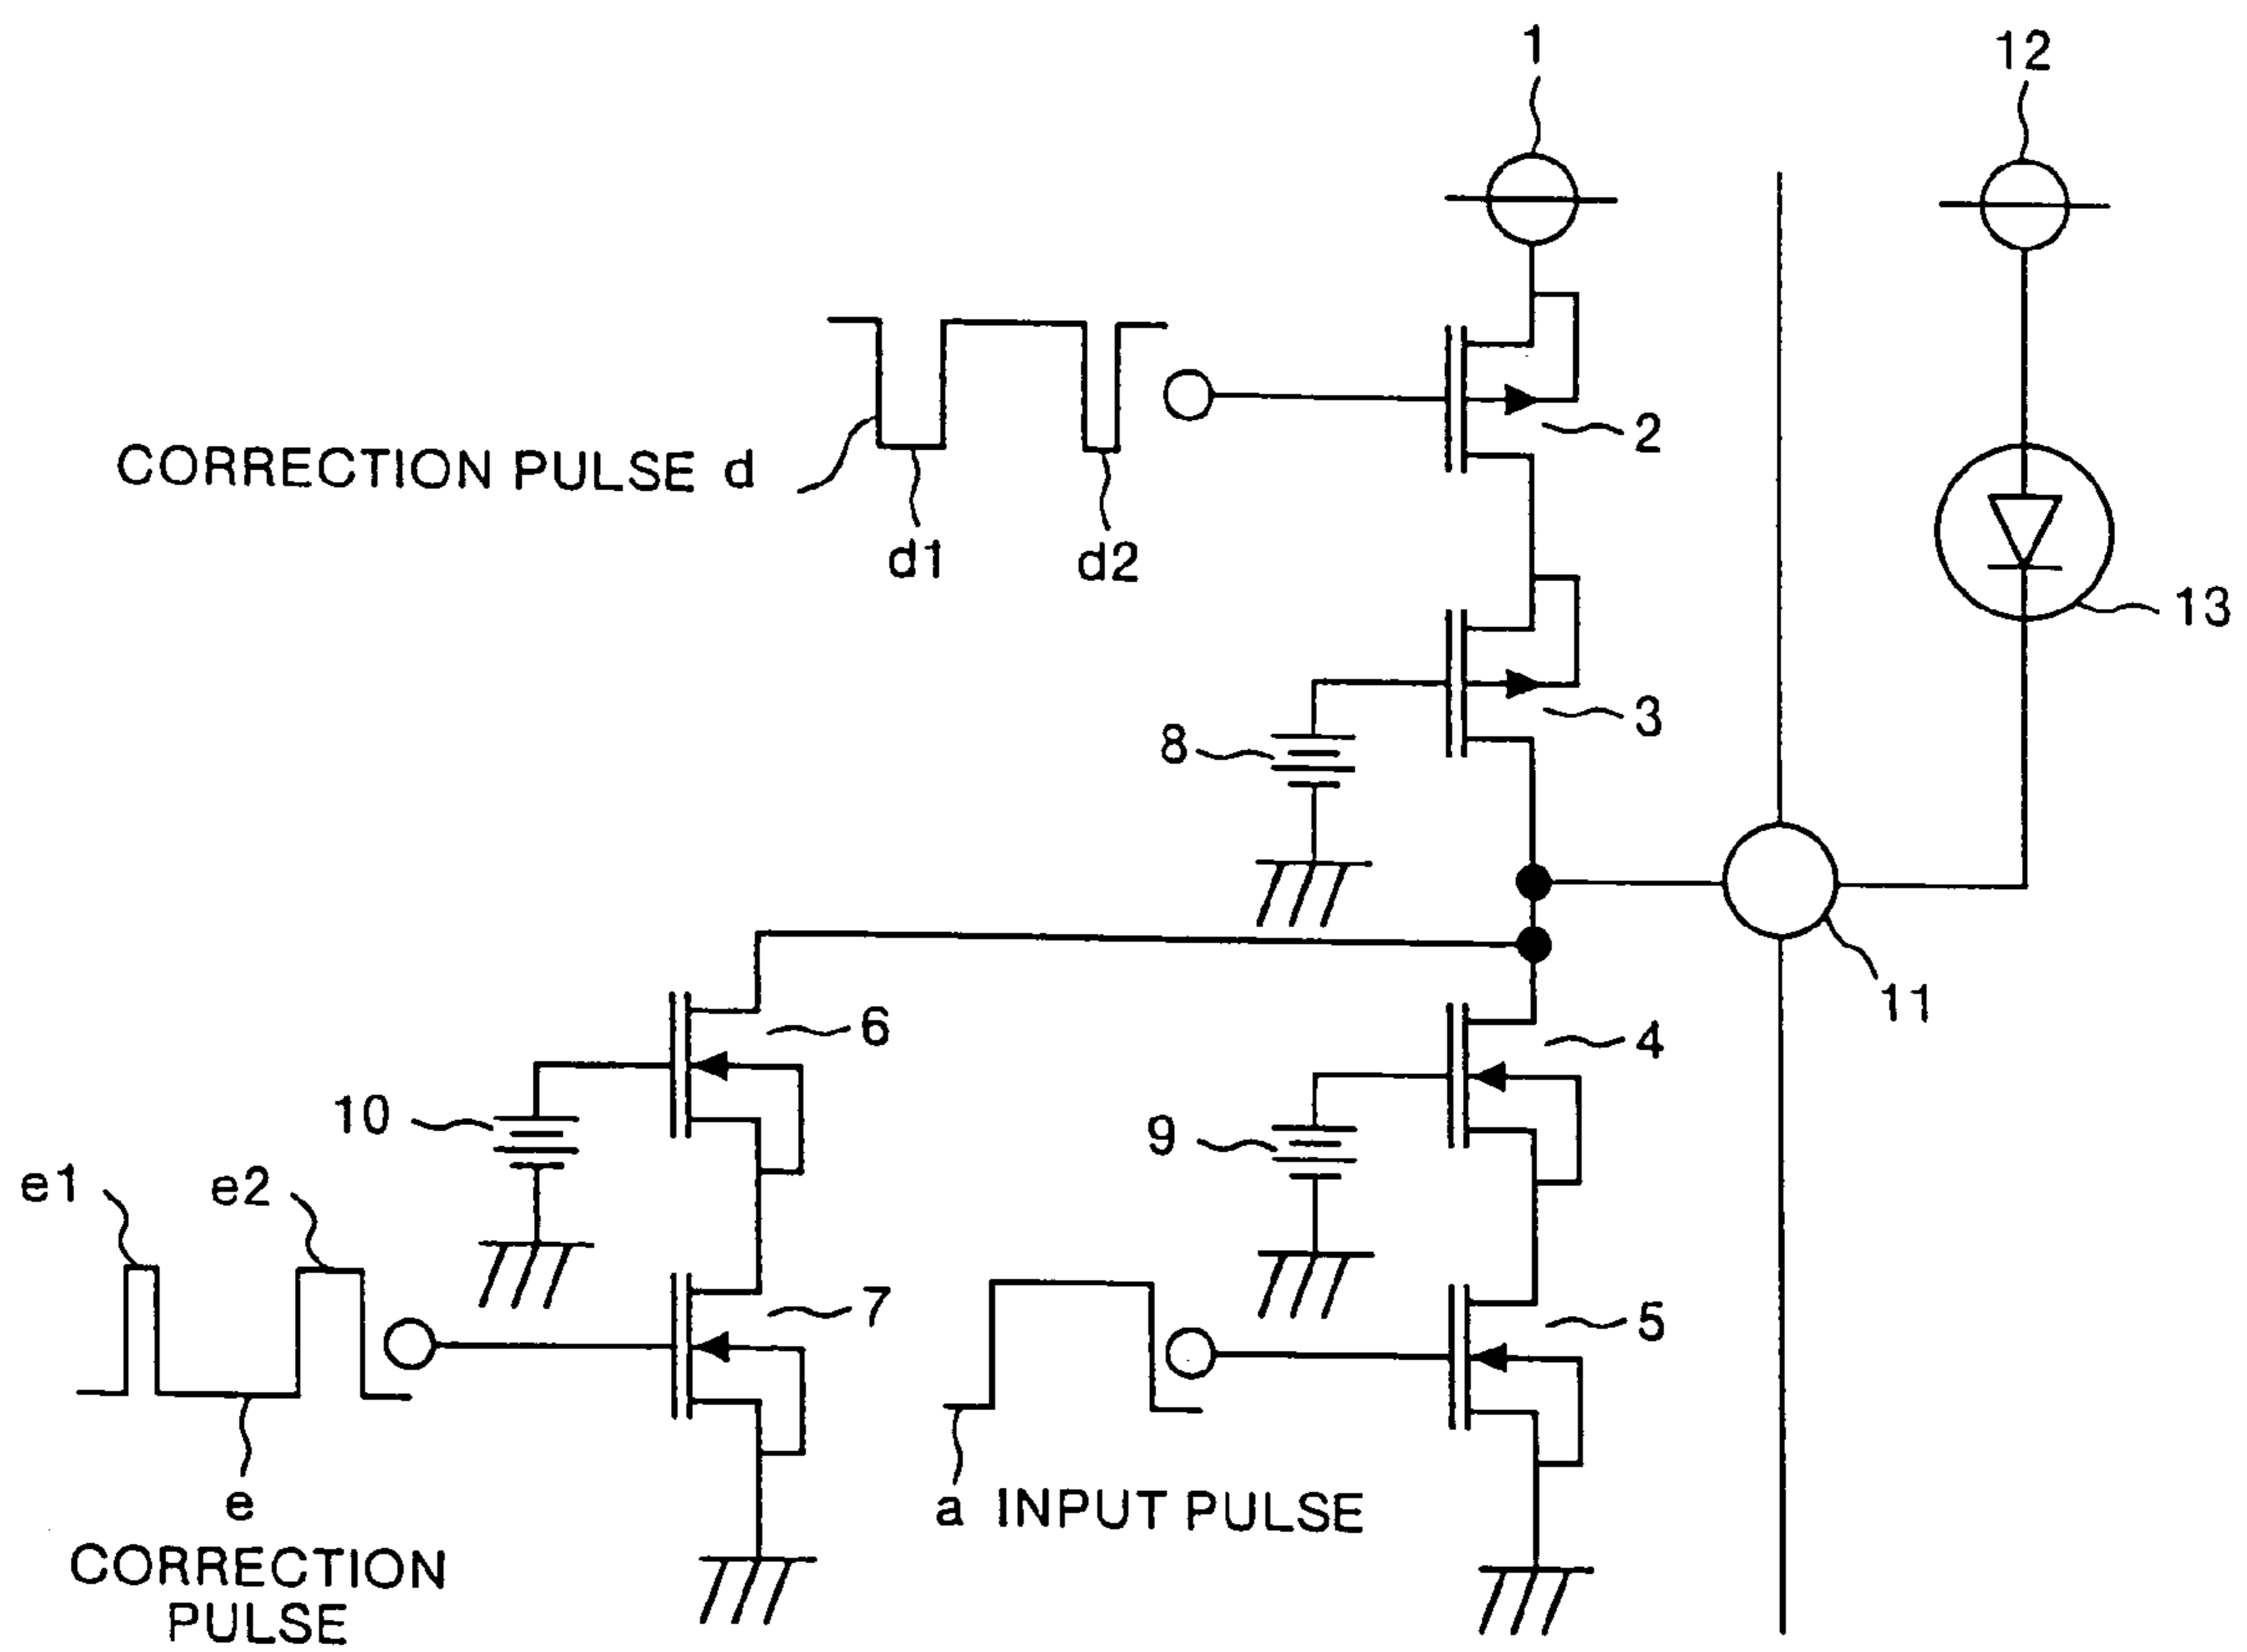 1
12
2
CORRECTION PULSE d
d1
d2
13
3
8
11
6
4
10
9
e1
e2
7
5
e
a INPUT PULSE
CORRECTION
PULSE